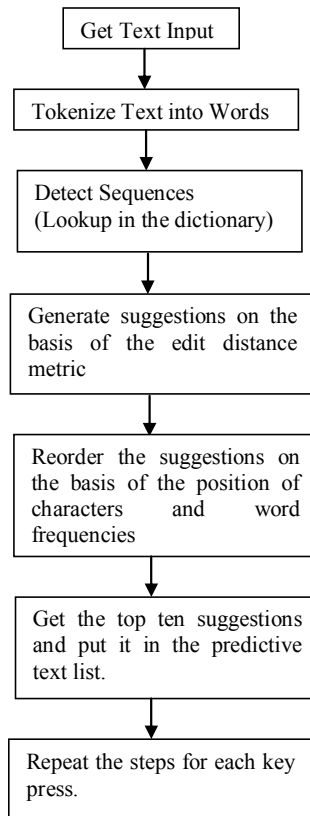 Get Text Input
Tokenize Text into Words
Detect Sequences
(Lookup in the dictionary)
Generate suggestions on the
basis of the edit distance
metric
Reorder the suggestions on
the basis of the position of
characters and word
frequencies
Get the top ten suggestions
and put it in the predictive
text list.
Repeat the steps for each key
press.